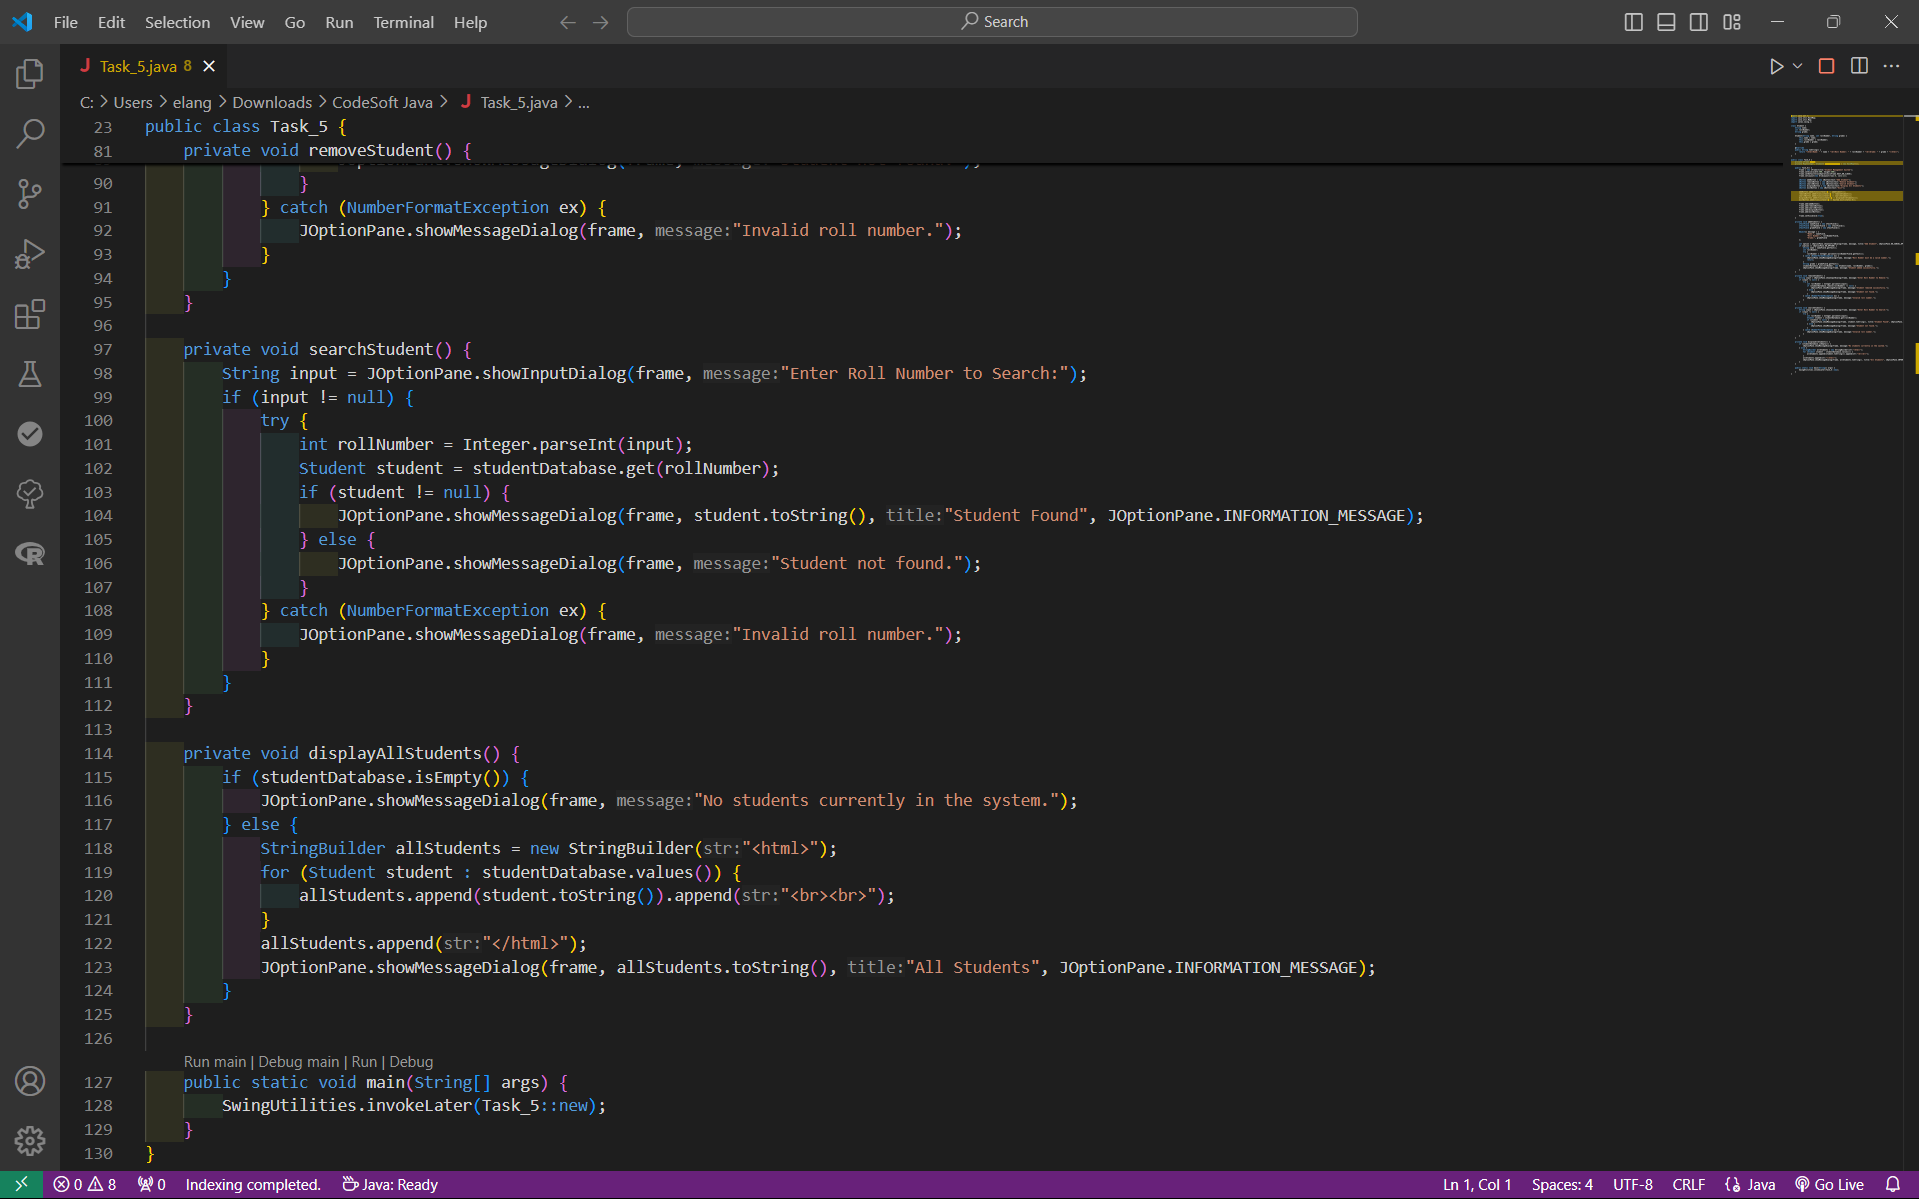 File Edit Selection View Go Run Terminal Help Search
J Task_5.java 8
C: > Users > elang > Downloads > CodeSoft Java > J Task_5.java > ...
23 public class Task_5 {
81 private void removeStudent() {
90 }
91 } catch (NumberFormatException ex) {
92 JOptionPane.showMessageDialog(frame, message:"Invalid roll number.");
93 }
94 }
95 }
96
97 private void searchStudent() {
98 String input = JOptionPane.showInputDialog(frame, message:"Enter Roll Number to Search:");
99 if (input != null) {
100 try {
101 int rollNumber = Integer.parseInt(input);
102 Student student = studentDatabase.get(rollNumber);
103 if (student != null) {
104 JOptionPane.showMessageDialog(frame, student.toString(), title:"Student Found", JOptionPane.INFORMATION_MESSAGE);
105 } else {
106 JOptionPane.showMessageDialog(frame, message:"Student not found.");
107 }
108 } catch (NumberFormatException ex) {
109 JOptionPane.showMessageDialog(frame, message:"Invalid roll number.");
110 }
111 }
112 }
113
114 private void displayAllStudents() {
115 if (studentDatabase.isEmpty()) {
116 JOptionPane.showMessageDialog(frame, message:"No students currently in the system.");
117 } else {
118 StringBuilder allStudents = new StringBuilder(str:"<html>");
119 for (Student student : studentDatabase.values()) {
120 allStudents.append(student.toString()).append(str:"<br><br>");
121 }
122 allStudents.append(str:"</html>");
123 JOptionPane.showMessageDialog(frame, allStudents.toString(), title:"All Students", JOptionPane.INFORMATION_MESSAGE);
124 }
125 }
126
Run main | Debug main | Run | Debug
127 public static void main(String[] args) {
128 SwingUtilities.invokeLater(Task_5::new);
129 }
130 }
0 8 0 Indexing completed. Java: Ready Ln 1, Col 1 Spaces: 4 UTF-8 CRLF Java Go Live